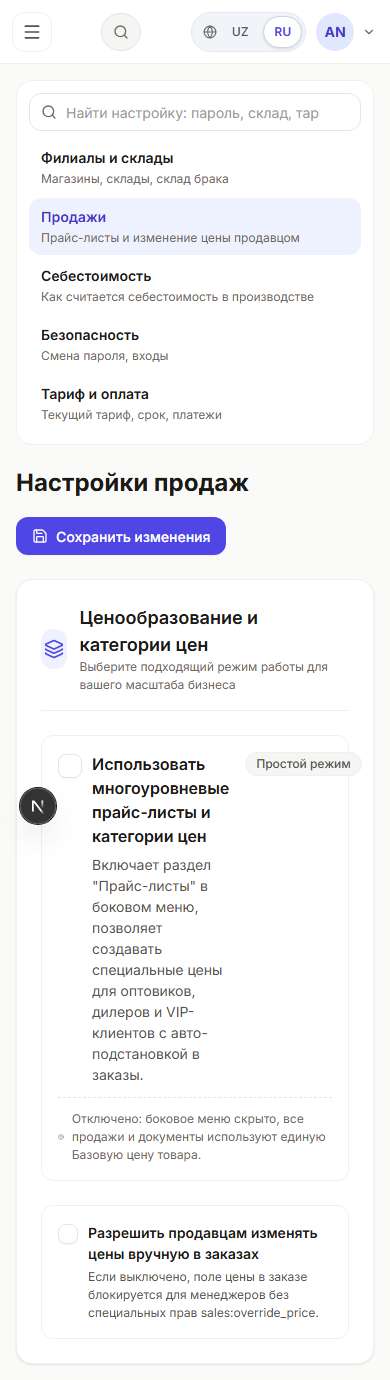 UZ
RU
AN
Найти настройку: пароль, склад, тар
Филиалы и склады
Магазины, склады, склад брака
Продажи
Прайс-листы и изменение цены продавцом
Себестоимость
Как считается себестоимость в производстве
Безопасность
Смена пароля, входы
Тариф и оплата
Текущий тариф, срок, платежи
Настройки продаж
Сохранить изменения
Ценообразование и
категории цен
Выберите подходящий режим работы для
вашего масштаба бизнеса
Использовать
многоуровневые
прайс-листы и
категории цен
Простой режим
N
Включает раздел
"Прайс-листы" в
боковом меню,
позволяет
создавать
специальные цены
для оптовиков,
дилеров и VIP-
клиентов с авто-
подстановкой в
заказы.
Отключено: боковое меню скрыто, все
продажи и документы используют единую
Базовую цену товара.
Разрешить продавцам изменять
цены вручную в заказах
Если выключено, поле цены в заказе
блокируется для менеджеров без
специальных прав sales:override_price.